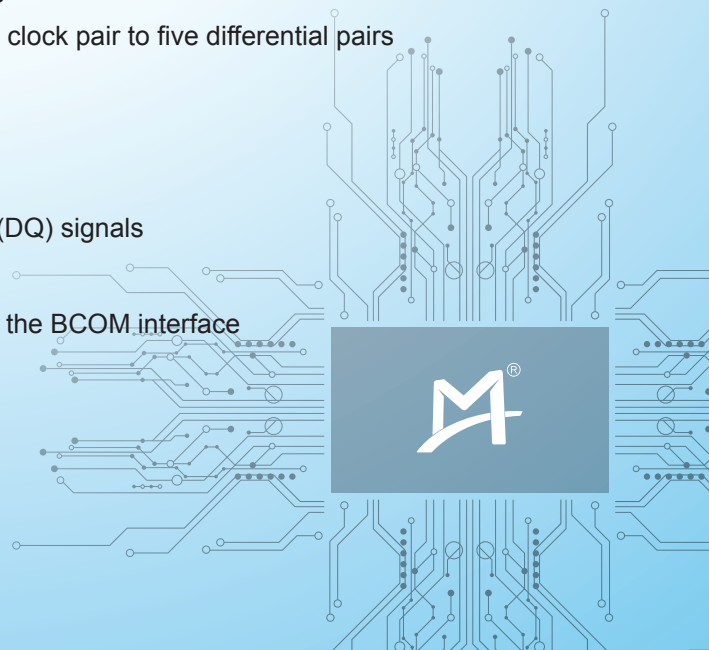 clock pair to five differential pairs
(DQ) signals
the BCOM interface
®